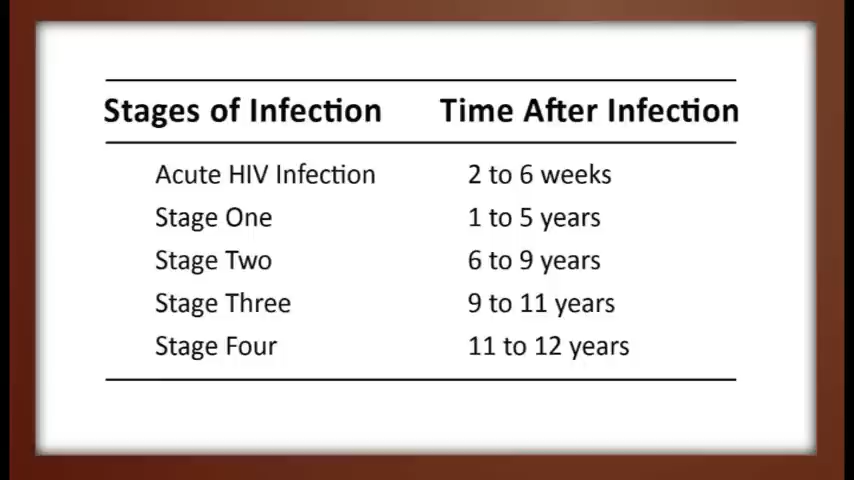 Stages of Infection Time After Infection
Acute HIV Infection 2 to 6 weeks
Stage One 1 to 5 years
Stage Two 6 to 9 years
Stage Three 9 to 11 years
Stage Four 11 to 12 years